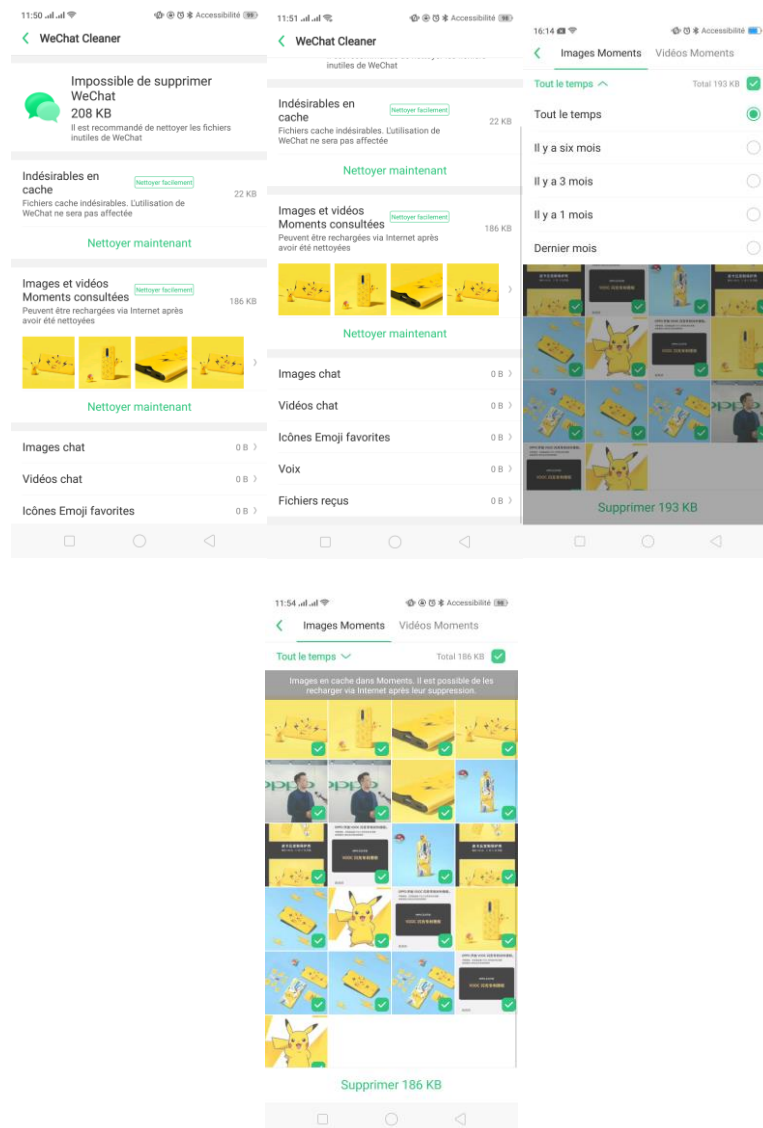 11:50
Accessibilité 98
WeChat Cleaner
Impossible de supprimer
WeChat
208 KB
Il est recommandé de nettoyer les fichiers
inutiles de WeChat
Indésirables en
cache
Nettoyer facilement
22 KB
Fichiers cache indésirables. L'utilisation de
WeChat ne sera pas affectée
Nettoyer maintenant
Images et vidéos
Moments consultées
Nettoyer facilement
186 KB
Peuvent être rechargées via Internet après
avoir été nettoyées
Nettoyer maintenant
Images chat 0 B
Vidéos chat 0 B
Icônes Emoji favorites 0 B
11:51
Accessibilité 98
WeChat Cleaner
inutiles de WeChat
Indésirables en
cache
Nettoyer facilement
22 KB
Fichiers cache indésirables. L'utilisation de
WeChat ne sera pas affectée
Nettoyer maintenant
Images et vidéos
Moments consultées
Nettoyer facilement
186 KB
Peuvent être rechargées via Internet après
avoir été nettoyées
Nettoyer maintenant
Images chat 0 B
Vidéos chat 0 B
Icônes Emoji favorites 0 B
Voix 0 B
Fichiers reçus 0 B
16:14
Accessibilité
Images Moments Vidéos Moments
Tout le temps Total 193 KB
Tout le temps
Il y a six mois
Il y a 3 mois
Il y a 1 mois
Dernier mois
Supprimer 193 KB
11:54
Accessibilité 98
Images Moments Vidéos Moments
Tout le temps Total 186 KB
Images en cache dans Moments. Il est possible de les
recharger via Internet après leur suppression.
Supprimer 186 KB